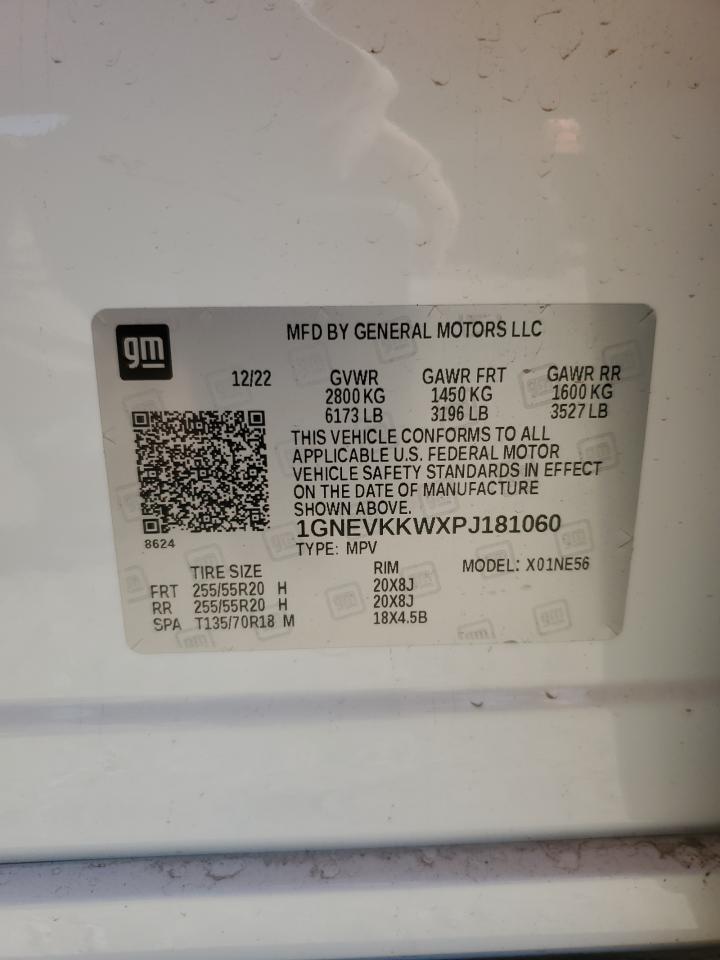 gm
MFD BY GENERAL MOTORS LLC
12/22 GVWR GAWR FRT GAWR RR
2800 KG 1450 KG 1600 KG
6173 LB 3196 LB 3527 LB
THIS VEHICLE CONFORMS TO ALL
APPLICABLE U.S. FEDERAL MOTOR
VEHICLE SAFETY STANDARDS IN EFFECT
ON THE DATE OF MANUFACTURE
SHOWN ABOVE.
8624
1GNEVKKWXPJ181060
TYPE: MPV
TIRE SIZE RIM MODEL: X01NE56
FRT 255/55R20 H 20X8J
RR 255/55R20 H 20X8J
SPA T135/70R18 M 18X4.5B